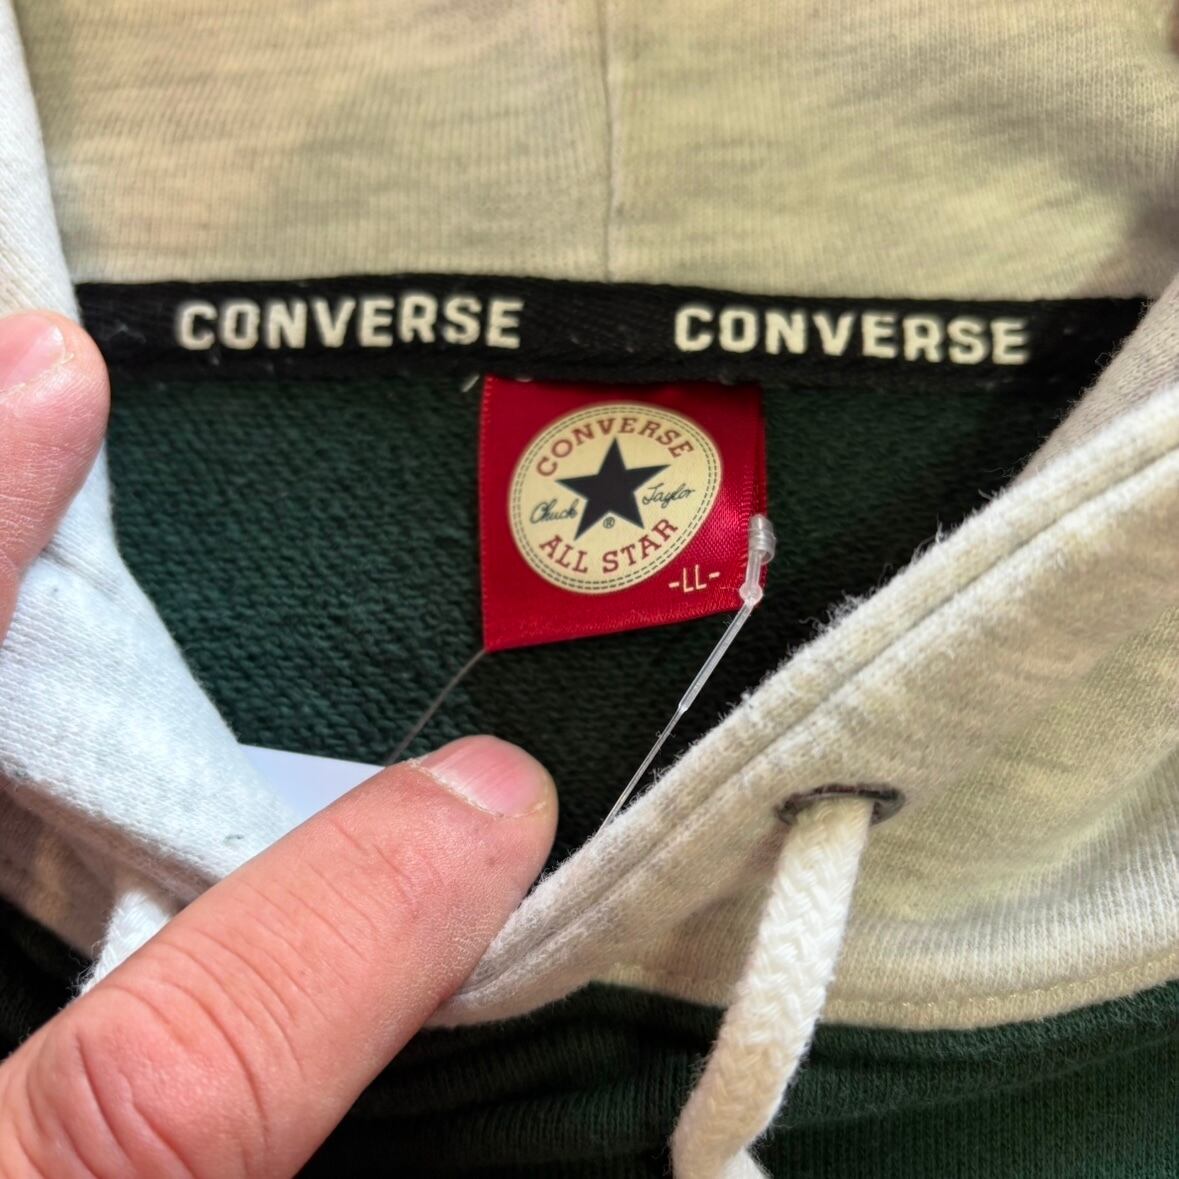 CONVERSE CONVERSE
CONVERSE
Chuck Taylor
®
ALL STAR
-LL-